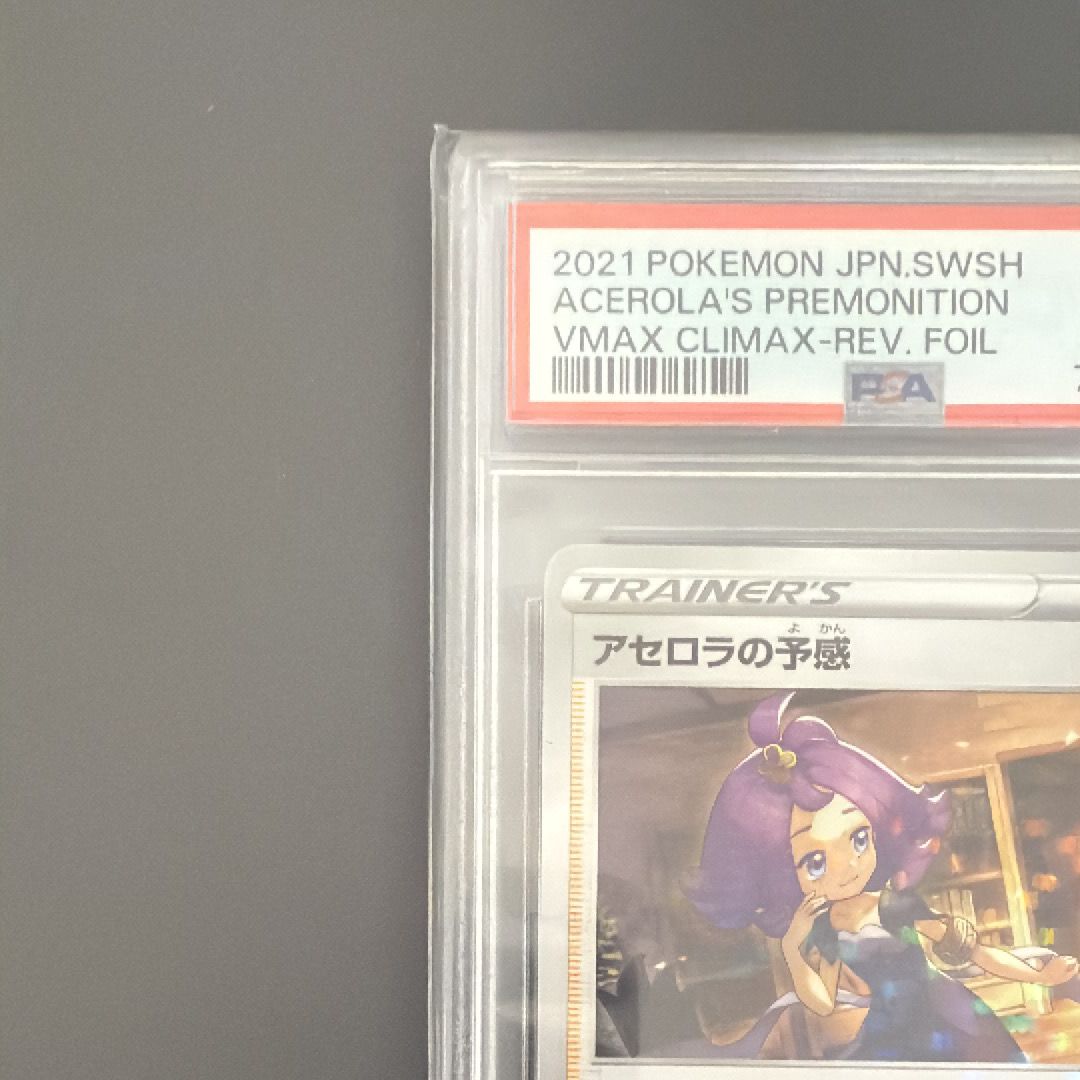 2021 POKEMON JPN.SWSH
ACEROLA'S PREMONITION
VMAX CLIMAX-REV. FOIL
PSA
TRAINER'S
よ かん
アセロラの予感